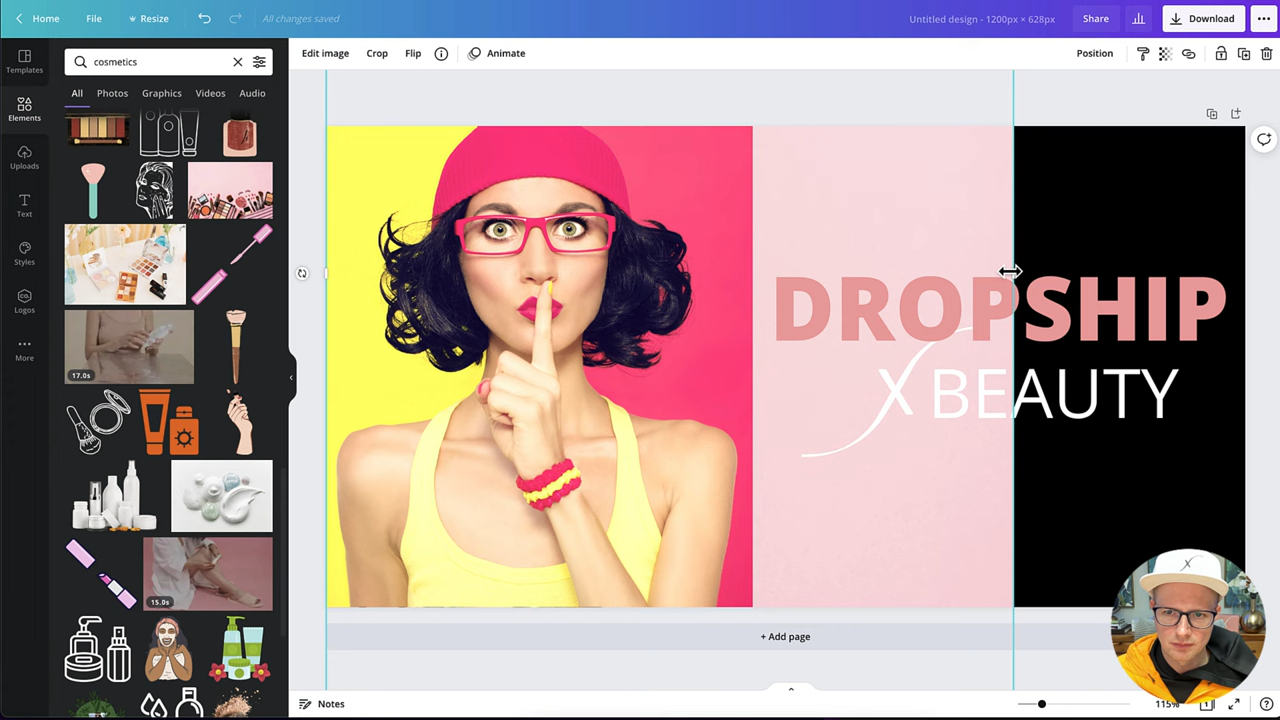 Home
File
Resize
All changes saved
Untitled design - 1200px × 628px
Share
Download
Templates
Elements
Uploads
Text
Styles
Logos
More
cosmetics
All
Photos
Graphics
Videos
Audio
17.0s
15.0s
Edit image
Crop
Flip
Animate
Position
DROPSHIP
X BEAUTY
+ Add page
Notes
115%
1
X